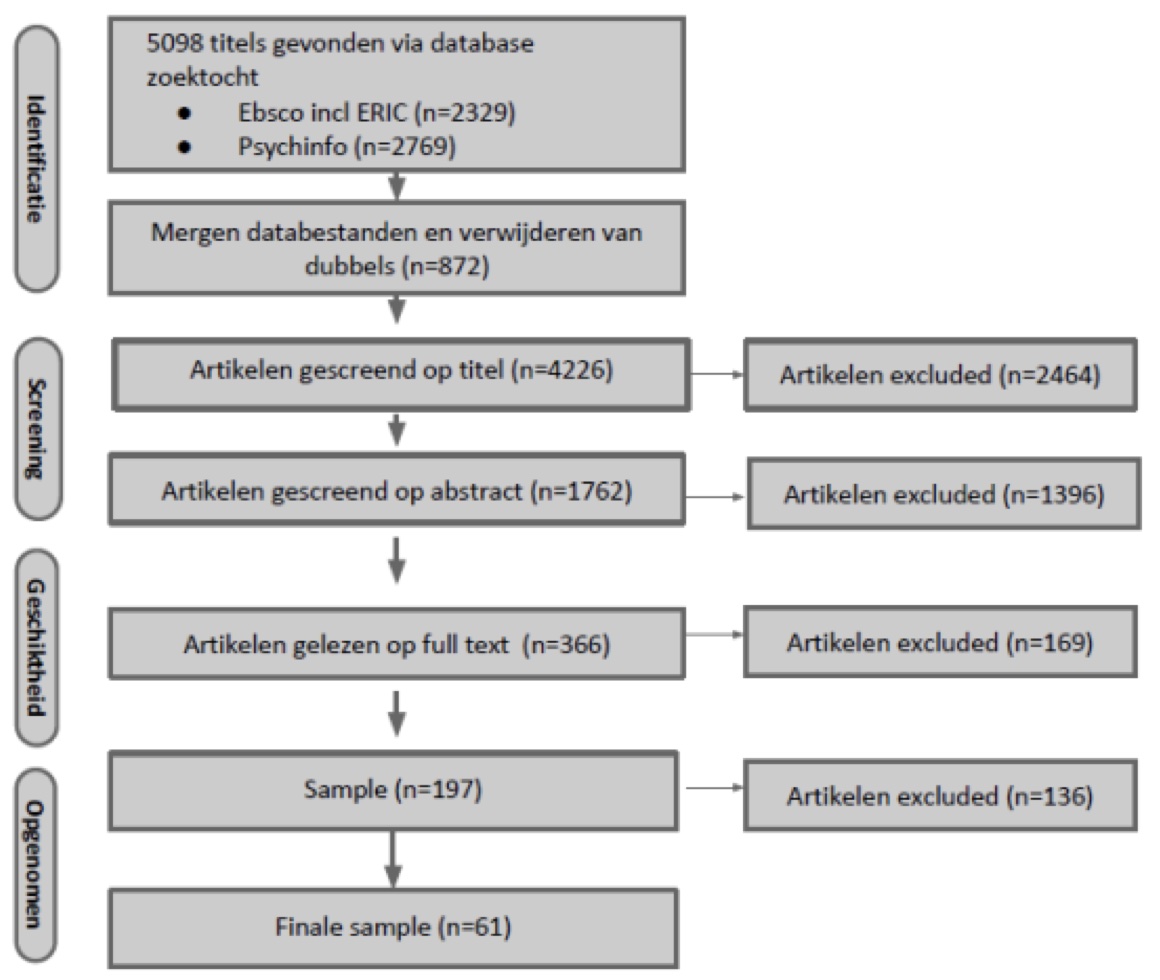 Identificatie
5098 titels gevonden via database
zoektocht
● Ebsco incl ERIC (n=2329)
● Psychinfo (n=2769)
Mergen databestanden en verwijderen van
dubbels (n=872)
Screening
Artikelen gescreend op titel (n=4226)
Artikelen excluded (n=2464)
Artikelen gescreend op abstract (n=1762)
Artikelen excluded (n=1396)
Geschiktheid
Artikelen gelezen op full text (n=366)
Artikelen excluded (n=169)
Opgenomen
Sample (n=197)
Artikelen excluded (n=136)
Finale sample (n=61)